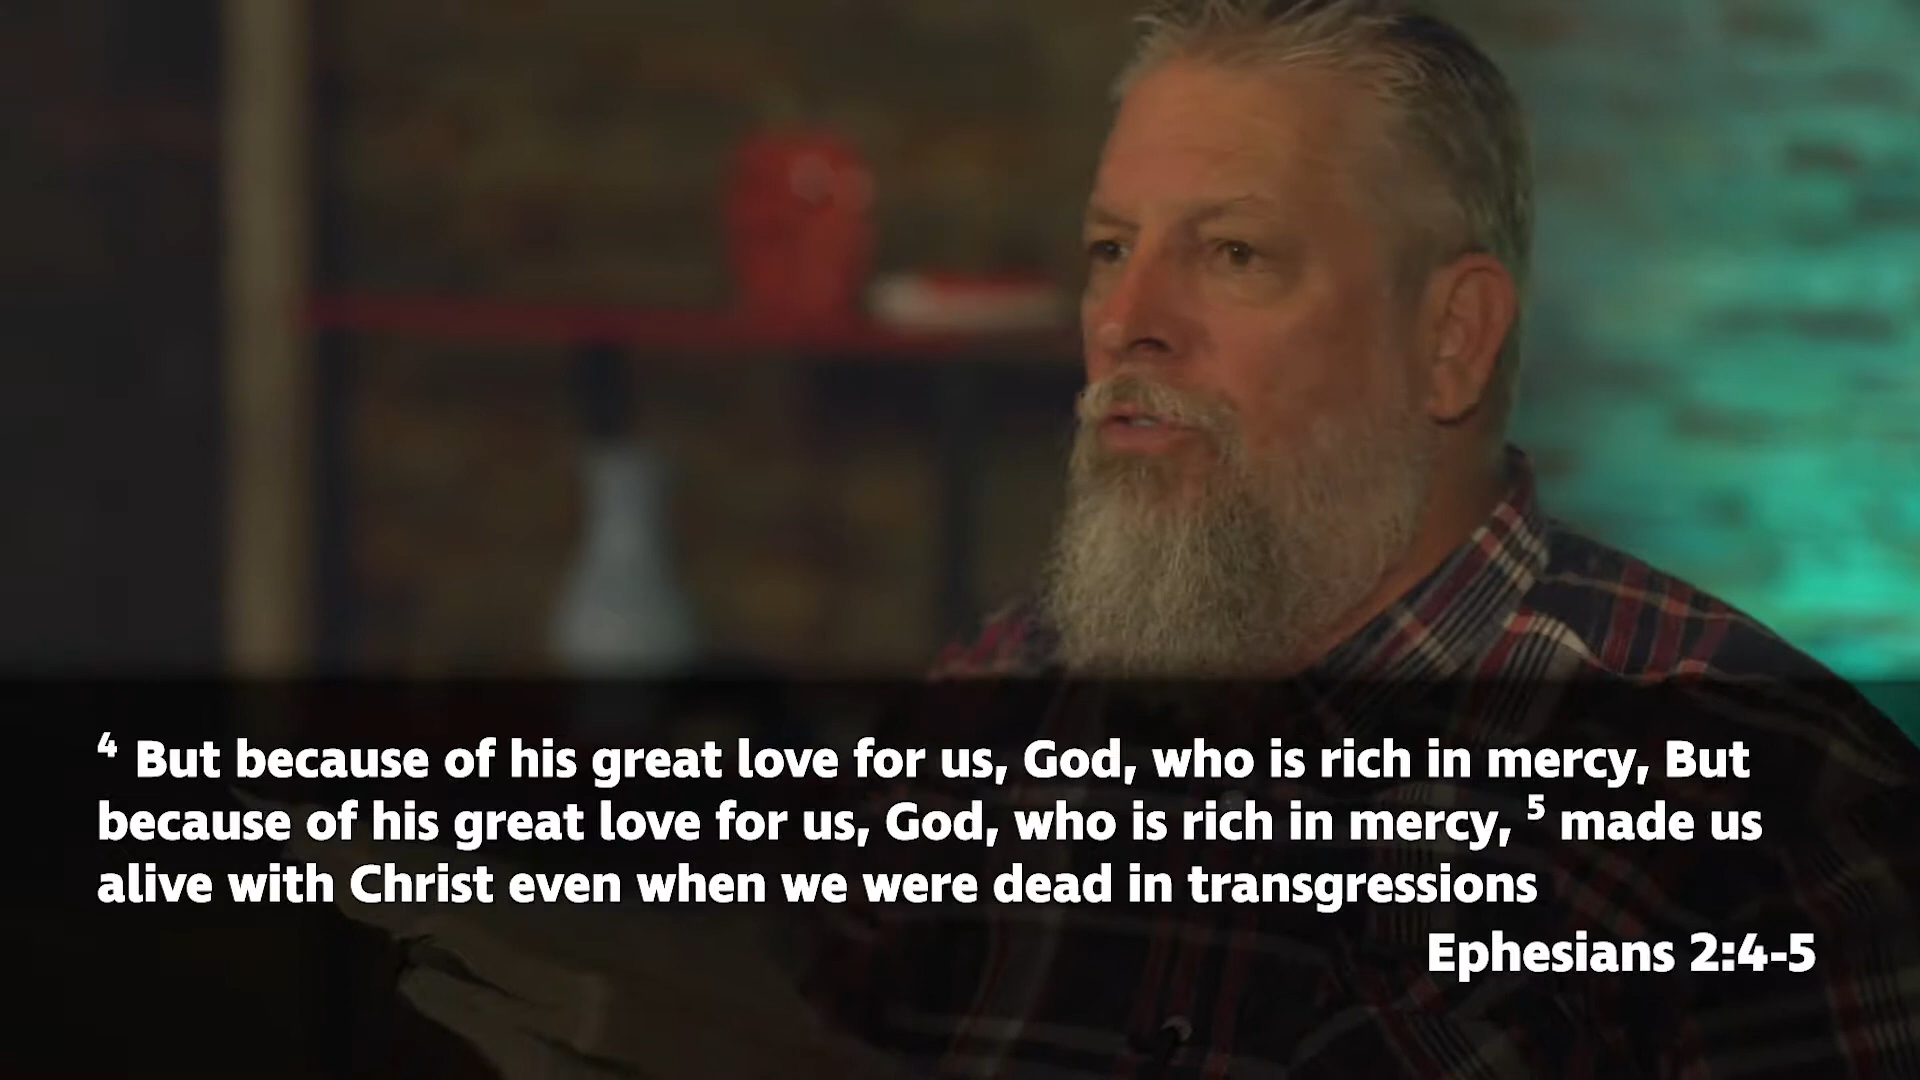 4 But because of his great love for us, God, who is rich in mercy, But
because of his great love for us, God, who is rich in mercy, 5 made us
alive with Christ even when we were dead in transgressions
Ephesians 2:4-5